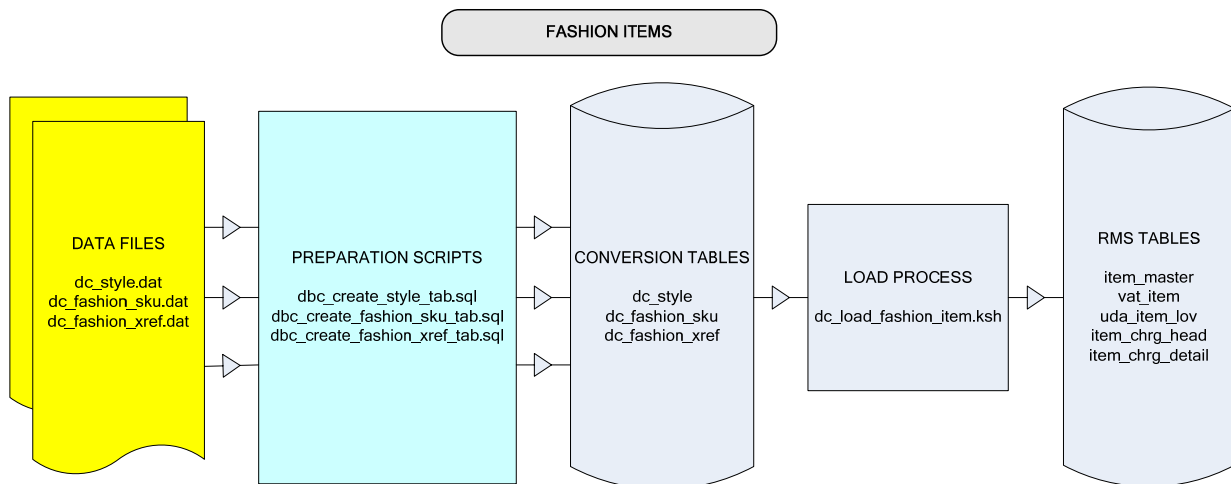 FASHION ITEMS
DATA FILES
dc_style.dat
dc_fashion_sku.dat
dc_fashion_xref.dat
PREPARATION SCRIPTS
dbc_create_style_tab.sql
dbc_create_fashion_sku_tab.sql
dbc_create_fashion_xref_tab.sql
CONVERSION TABLES
dc_style
dc_fashion_sku
dc_fashion_xref
LOAD PROCESS
dc_load_fashion_item.ksh
RMS TABLES
item_master
vat_item
uda_item_lov
item_chrg_head
item_chrg_detail